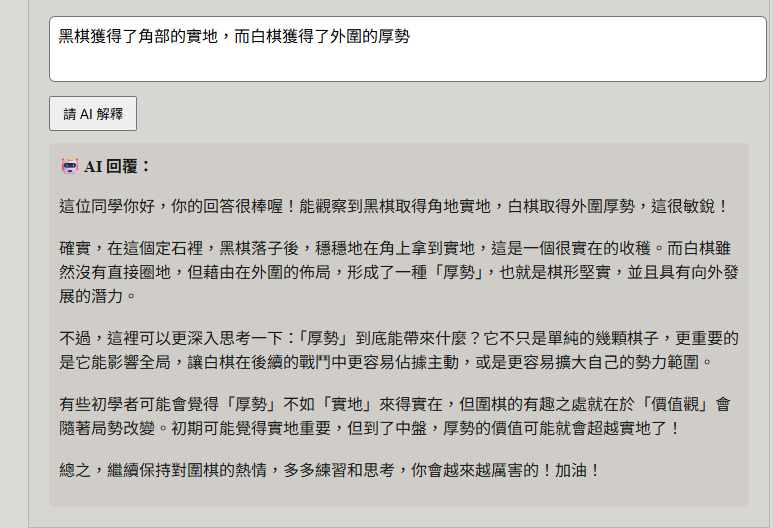 黑棋獲得了角部的實地，而白棋獲得了外圍的厚勢
請 AI 解釋
AI 回覆：
這位同學你好，你的回答很棒喔！能觀察到黑棋取得角地實地，白棋取得外圍厚勢，這很敏銳！
確實，在這個定石裡，黑棋落子後，穩穩地在角上拿到實地，這是一個很實在的收穫。而白棋雖
然沒有直接圈地，但藉由在外圍的佈局，形成了一種「厚勢」，也就是棋形堅實，並且具有向外發
展的潛力。
不過，這裡可以更深入思考一下：「厚勢」到底能帶來什麼？它不只是單純的幾顆棋子，更重要的
是它能影響全局，讓白棋在後續的戰鬥中更容易佔據主動，或是更容易擴大自己的勢力範圍。
有些初學者可能會覺得「厚勢」不如「實地」來得實在，但圍棋的有趣之處就在於「價值觀」會
隨著局勢改變。初期可能覺得實地重要，但到了中盤，厚勢的價值可能就會超越實地了！
總之，繼續保持對圍棋的熱情，多多練習和思考，你會越來越厲害的！加油！